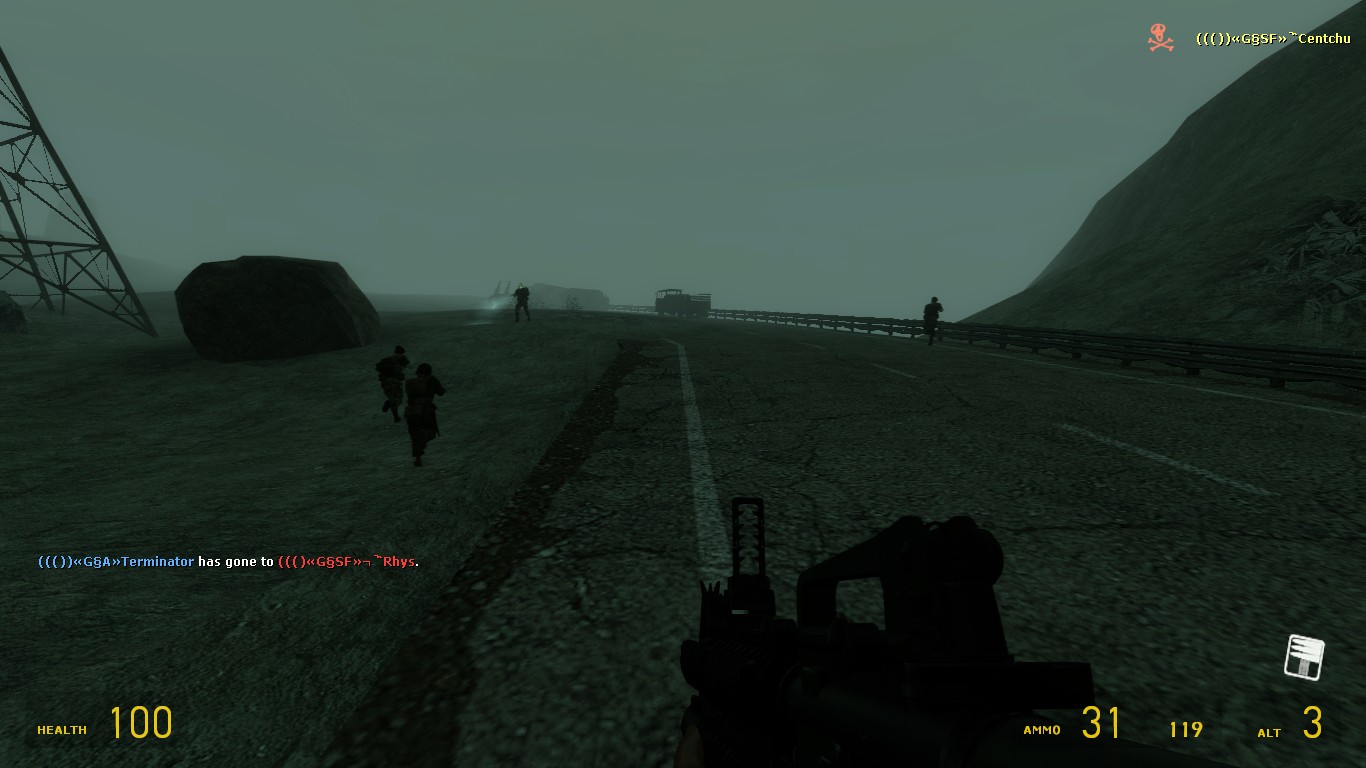 ((())«G§SF»~Centchu
((())«G§A»Terminator has gone to ((()«G§SF»¬~Rhys.
HEALTH 100
AMMO 31 119 ALT 3